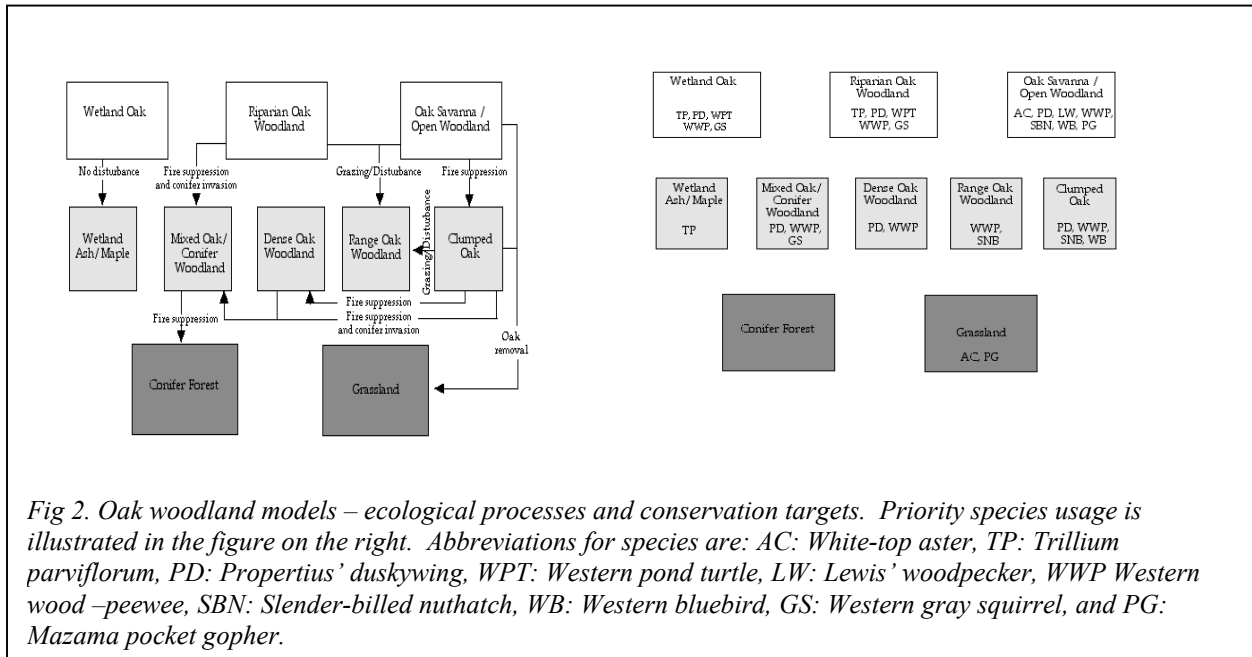 Wetland Oak
Riparian Oak
Woodland
Oak Savanna /
Open Woodland
No disturbance
Fire suppression
and conifer invasion
Grazing/Disturbance
Fire suppression
Wetland
Ash/Maple
Mixed Oak/
Conifer
Woodland
Dense Oak
Woodland
Range Oak
Woodland
Grazing/Disturbance
Clumped
Oak
Fire suppression
Fire suppression
Fire suppression
and conifer invasion
Oak
removal
Conifer Forest
Grassland
Wetland Oak
TP, PD, WPT
WWP, GS
Riparian Oak
Woodland
TP, PD, WPT
WWP, GS
Oak Savanna /
Open Woodland
AC, PD, LW, WWP,
SBN, WB, PG
Wetland
Ash/Maple
TP
Mixed Oak/
Conifer
Woodland
PD, WWP,
GS
Dense Oak
Woodland
PD, WWP
Range Oak
Woodland
WWP,
SNB
Clumped
Oak
PD, WWP,
SNB, WB
Conifer Forest
Grassland
AC, PG
Fig 2. Oak woodland models – ecological processes and conservation targets. Priority species usage is
illustrated in the figure on the right. Abbreviations for species are: AC: White-top aster, TP: Trillium
parviflorum, PD: Propertius’ duskywing, WPT: Western pond turtle, LW: Lewis’ woodpecker, WWP Western
wood –peewee, SBN: Slender-billed nuthatch, WB: Western bluebird, GS: Western gray squirrel, and PG:
Mazama pocket gopher.